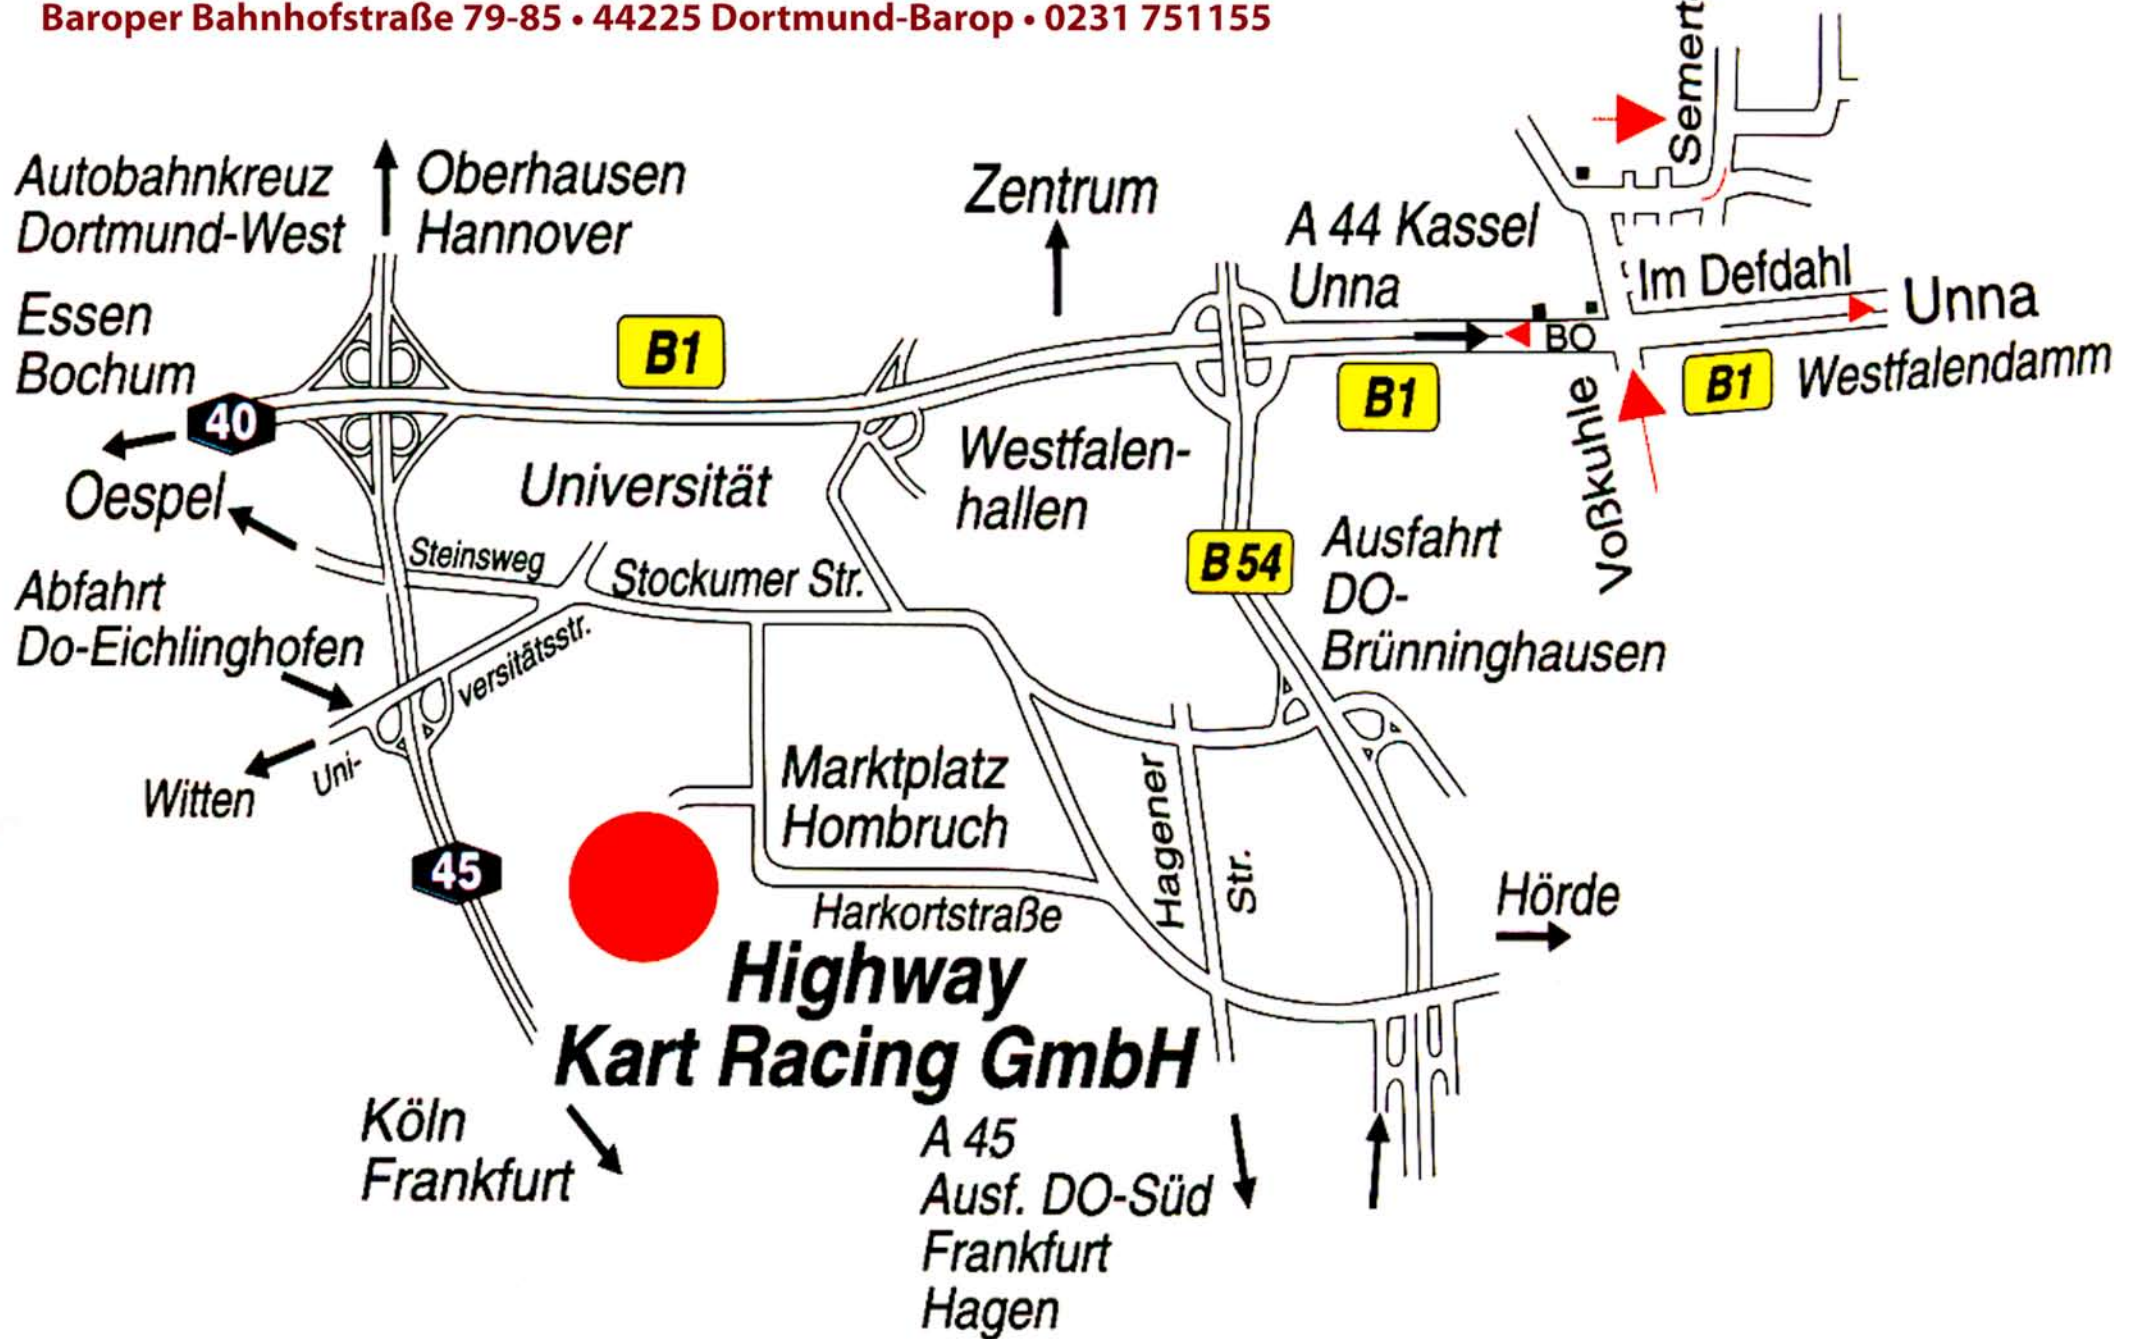 Baroper Bahnhofstraße 79-85 • 44225 Dortmund-Barop • 0231 751155
Semert
Autobahnkreuz
Dortmund-West
Oberhausen
Hannover
Zentrum
A 44 Kassel
Unna
Im Defdahl
Unna
Essen
Bochum
B1
BO
B1
B1
Westfalendamm
40
Voßkuhle
Oespel
Universität
Westfalen-
hallen
Steinsweg
Stockumer Str.
B 54
Ausfahrt
DO-
Brünninghausen
Abfahrt
Do-Eichlinghofen
versitätsstr.
Uni-
Witten
Marktplatz
Hombruch
Hagener
Str.
45
Harkortstraße
Hörde
Highway
Kart Racing GmbH
Köln
Frankfurt
A 45
Ausf. DO-Süd
Frankfurt
Hagen